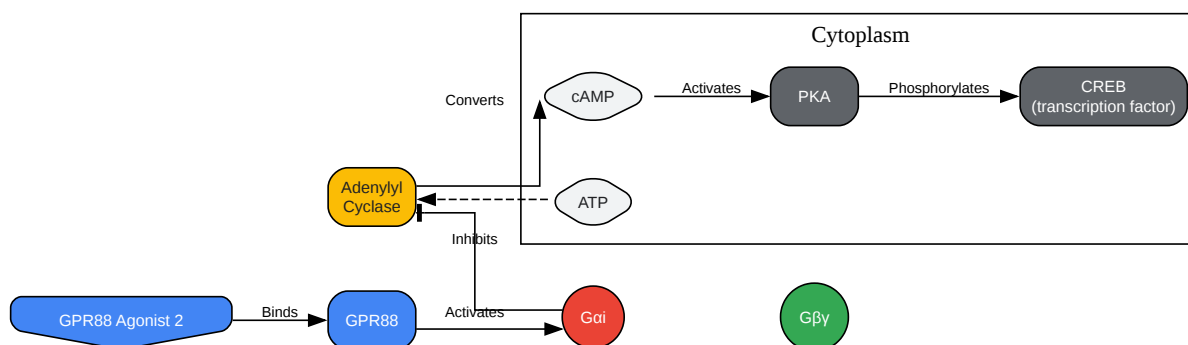 Cytoplasm
Converts
cAMP
Activates
PKA
Phosphorylates
CREB
(transcription factor)
Adenylyl
Cyclase
ATP
Inhibits
GPR88 Agonist 2
Binds
GPR88
Activates
Gαi
Gβγ